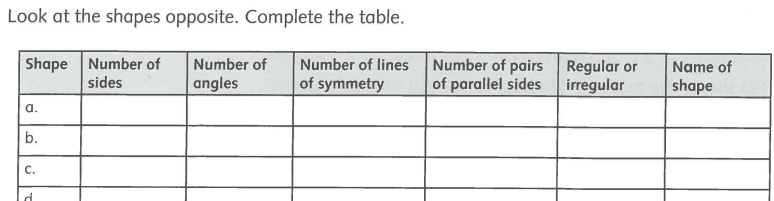 Look at the shapes opposite. Complete the table.
Shape Number of sides Number of angles Number of lines of symmetry Number of pairs of parallel sides Regular or irregular Name of shape
a.
b.
c.
d